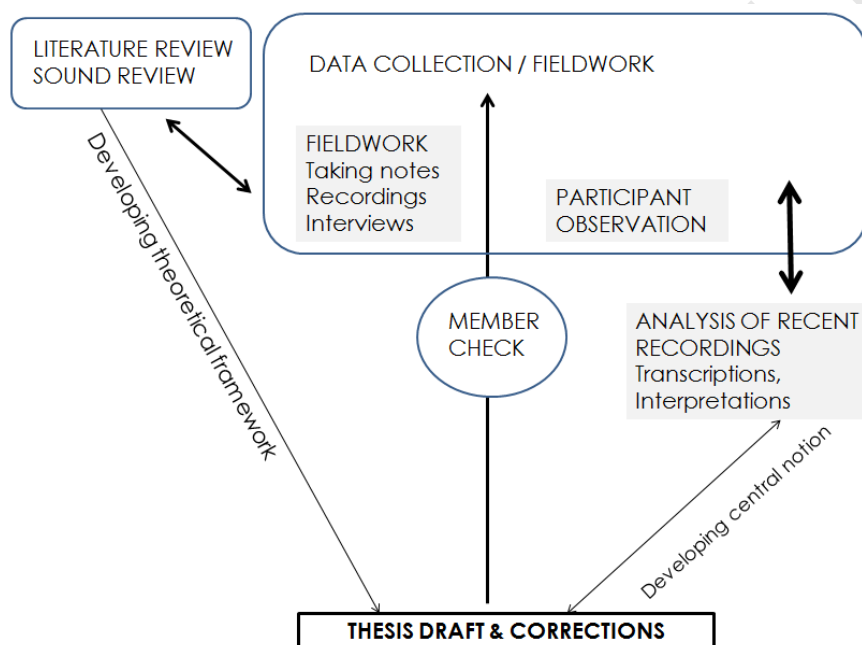 LITERATURE REVIEW
SOUND REVIEW
DATA COLLECTION / FIELDWORK
FIELDWORK
Taking notes
Recordings
Interviews
PARTICIPANT
OBSERVATION
Developing theoretical framework
MEMBER
CHECK
ANALYSIS OF RECENT
RECORDINGS
Transcriptions,
Interpretations
Developing central notion
THESIS DRAFT & CORRECTIONS